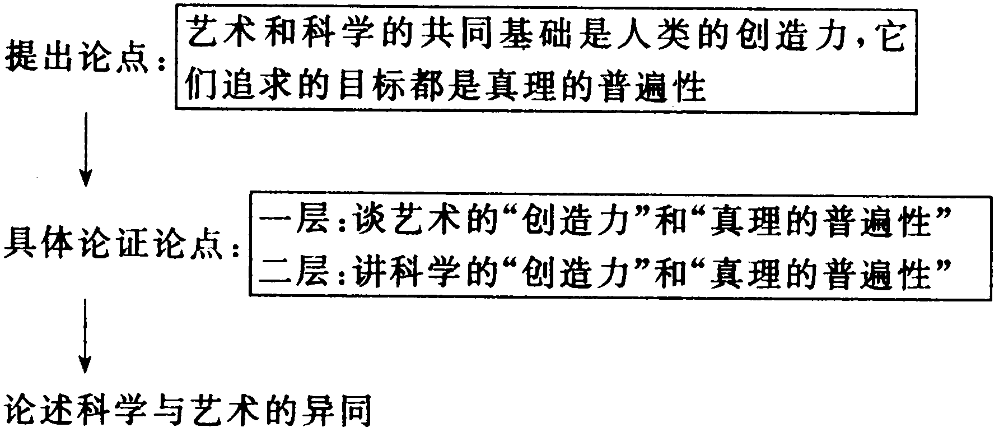 提出论点：
艺术和科学的共同基础是人类的创造力，它
们追求的目标都是真理的普遍性
具体论证论点：
一层：谈艺术的“创造力”和“真理的普遍性”
二层：讲科学的“创造力”和“真理的普遍性”
论述科学与艺术的异同